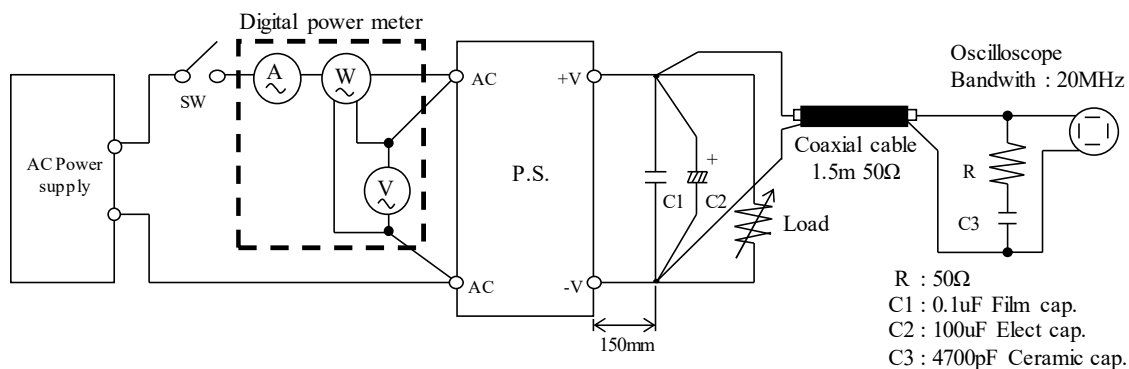 Digital power meter
SW
A
W
V
AC Power
supply
AC
AC
P.S.
+V
-V
150mm
C1
+
C2
Load
Coaxial cable
1.5m 50Ω
Oscilloscope
Bandwith : 20MHz
R
C3
R : 50Ω
C1 : 0.1uF Film cap.
C2 : 100uF Elect cap.
C3 : 4700pF Ceramic cap.